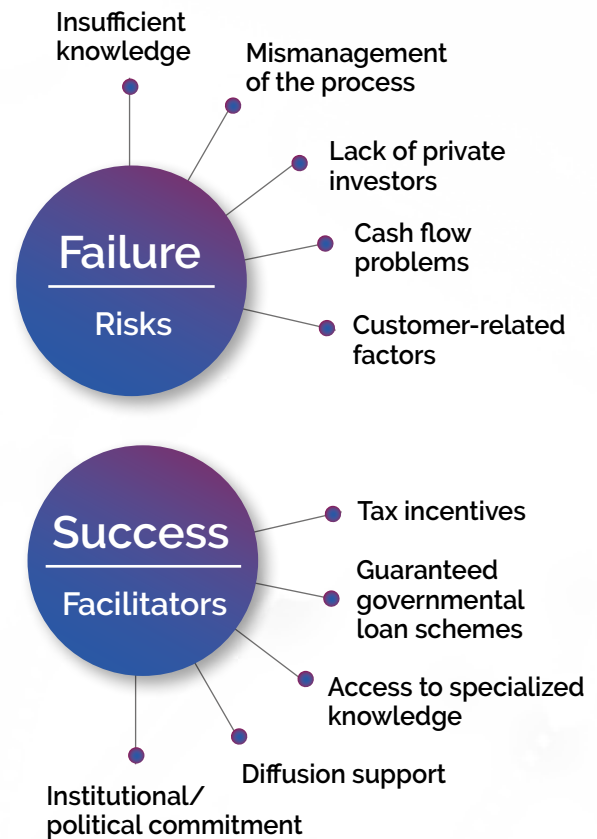 Insufficient
knowledge
Mismanagement
of the process
Lack of private
investors
Failure
Risks
Cash flow
problems
Customer-related
factors
Success
Facilitators
Tax incentives
Guaranteed
governmental
loan schemes
Access to specialized
knowledge
Diffusion support
Institutional/
political commitment